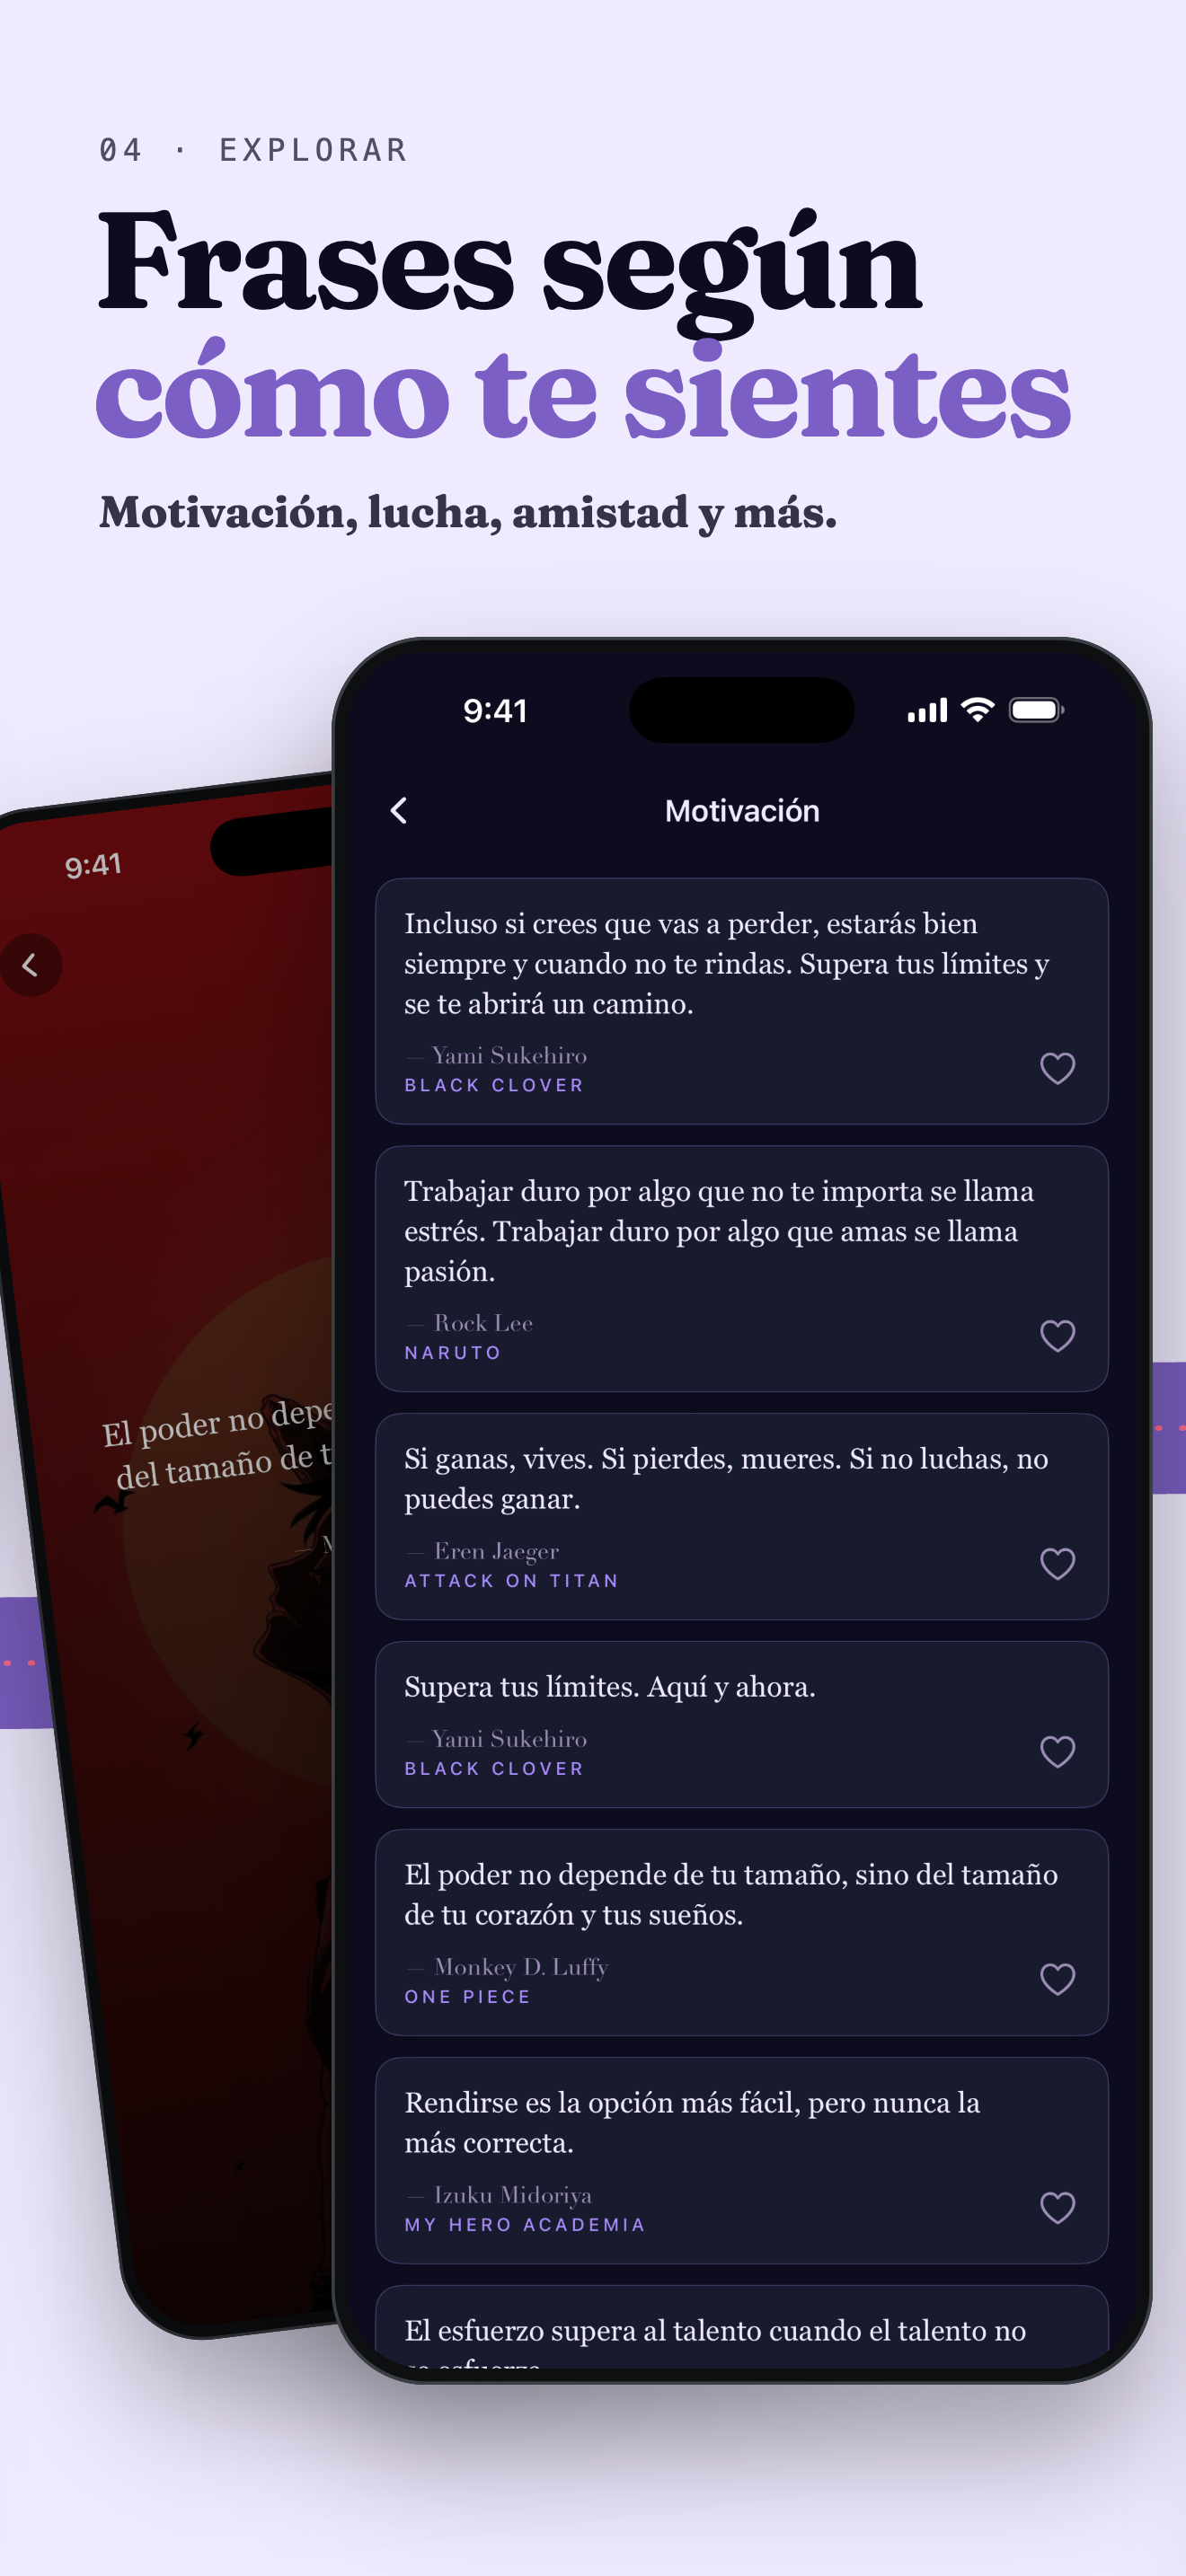 04 · EXPLORAR
Frases según
cómo te sientes
Motivación, lucha, amistad y más.
9:41
Motivación
Incluso si crees que vas a perder, estarás bien
siempre y cuando no te rindas. Supera tus límites y
se te abrirá un camino.
— Yami Sukehiro
BLACK CLOVER
Trabajar duro por algo que no te importa se llama
estrés. Trabajar duro por algo que amas se llama
pasión.
— Rock Lee
NARUTO
Si ganas, vives. Si pierdes, mueres. Si no luchas, no
puedes ganar.
— Eren Jaeger
ATTACK ON TITAN
Supera tus límites. Aquí y ahora.
— Yami Sukehiro
BLACK CLOVER
El poder no depende de tu tamaño, sino del tamaño
de tu corazón y tus sueños.
— Monkey D. Luffy
ONE PIECE
Rendirse es la opción más fácil, pero nunca la
más correcta.
— Izuku Midoriya
MY HERO ACADEMIA
El esfuerzo supera al talento cuando el talento no
se esfuerza.
9:41
El poder no depe
del tamaño de t
— M